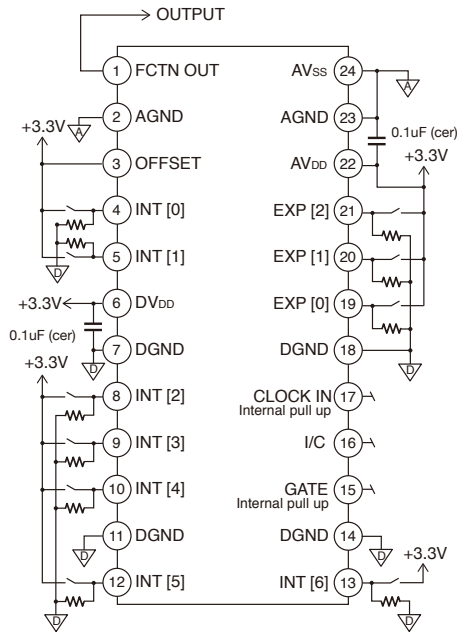 OUTPUT
1 FCTN OUT
AVss 24
2 AGND
A
AGND 23
A
0.1uF (cer)
+3.3V
+3.3V
3 OFFSET
AVDD 22
4 INT [0]
EXP [2] 21
5 INT [1]
EXP [1] 20
D
+3.3V
6 DVDD
EXP [0] 19
0.1uF (cer)
7 DGND
DGND 18
D
D
+3.3V
8 INT [2]
CLOCK IN 17
Internal pull up
9 INT [3]
I/C 16
10 INT [4]
GATE 15
Internal pull up
11 DGND
DGND 14
D
D
+3.3V
12 INT [5]
INT [6] 13
D
D